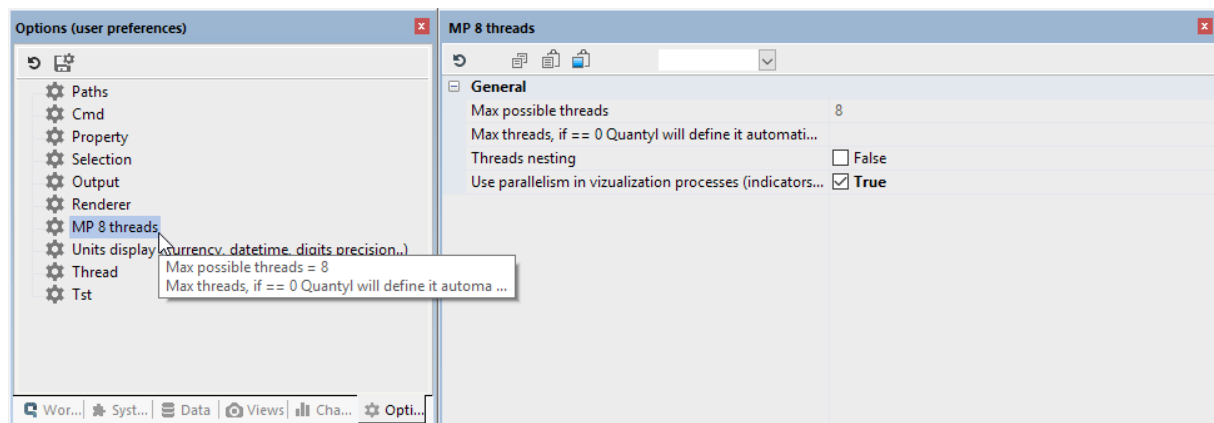 Options (user preferences)
Paths
Cmd
Property
Selection
Output
Renderer
MP 8 threads
Units display (currency, datetime, digits precision..)
Thread
Tst
Max possible threads = 8
Max threads, if == 0 Quantyl will define it automa ...
Wor...
Syst...
Data
Views
Cha...
Opti...
MP 8 threads
General
Max possible threads 8
Max threads, if == 0 Quantyl will define it automati...
Threads nesting False
Use parallelism in vizualization processes (indicators... True